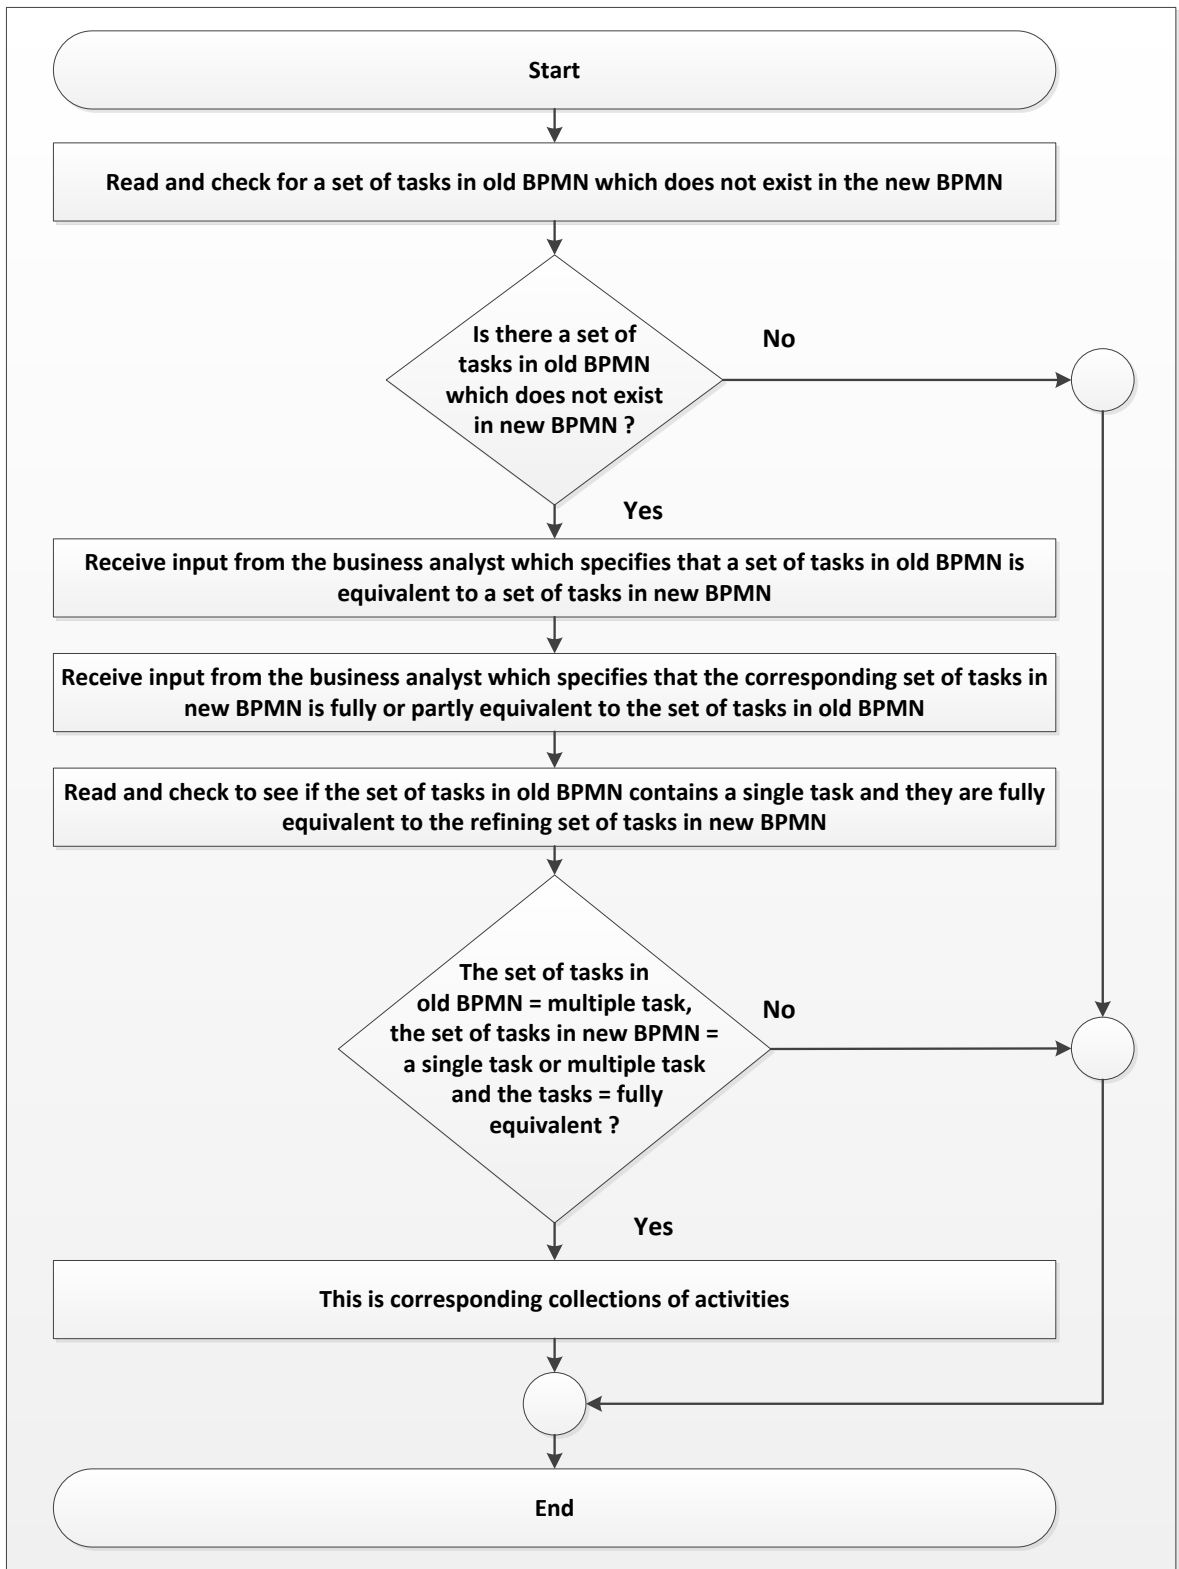 Start
Read and check for a set of tasks in old BPMN which does not exist in the new BPMN
Is there a set of
tasks in old BPMN
which does not exist
in new BPMN ?
No
Yes
Receive input from the business analyst which specifies that a set of tasks in old BPMN is
equivalent to a set of tasks in new BPMN
Receive input from the business analyst which specifies that the corresponding set of tasks in
new BPMN is fully or partly equivalent to the set of tasks in old BPMN
Read and check to see if the set of tasks in old BPMN contains a single task and they are fully
equivalent to the refining set of tasks in new BPMN
The set of tasks in
old BPMN = multiple task,
the set of tasks in new BPMN =
a single task or multiple task
and the tasks = fully
equivalent ?
No
Yes
This is corresponding collections of activities
End